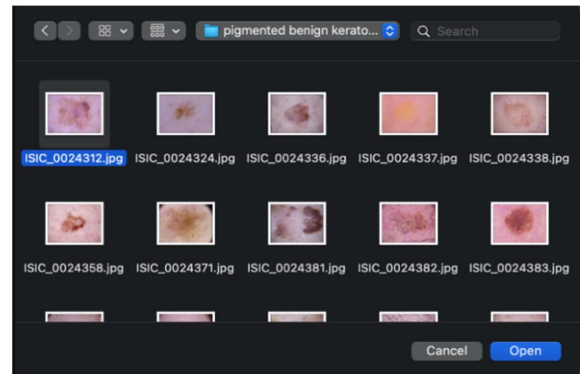 pigmented benign kerato...
Search
ISIC_0024312.jpg
ISIC_0024324.jpg
ISIC_0024336.jpg
ISIC_0024337.jpg
ISIC_0024338.jpg
ISIC_0024358.jpg
ISIC_0024371.jpg
ISIC_0024381.jpg
ISIC_0024382.jpg
ISIC_0024383.jpg
Cancel
Open